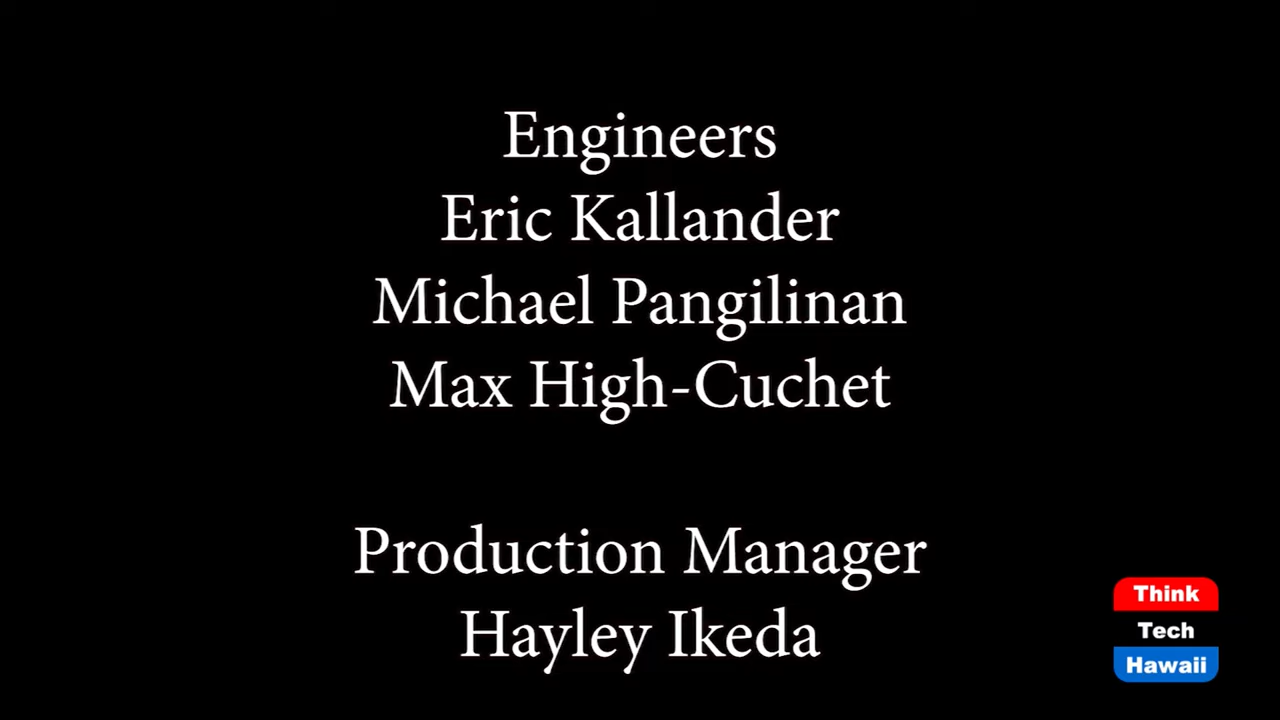 Engineers
Eric Kallander
Michael Pangilinan
Max High-Cuchet
Production Manager
Hayley Ikeda
Think
Tech
Hawaii